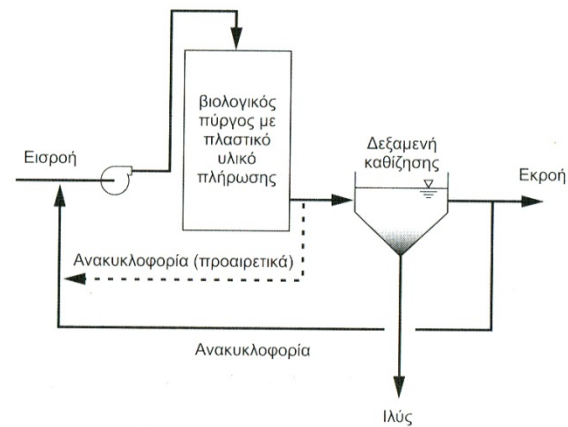 βιολογικός
πύργος με
πλαστικό
υλικό
πλήρωσης
Εισροή
Δεξαμενή
καθίζησης
Εκροή
Ανακυκλοφορία (προαιρετικά)
Ανακυκλοφορία
Ιλύς